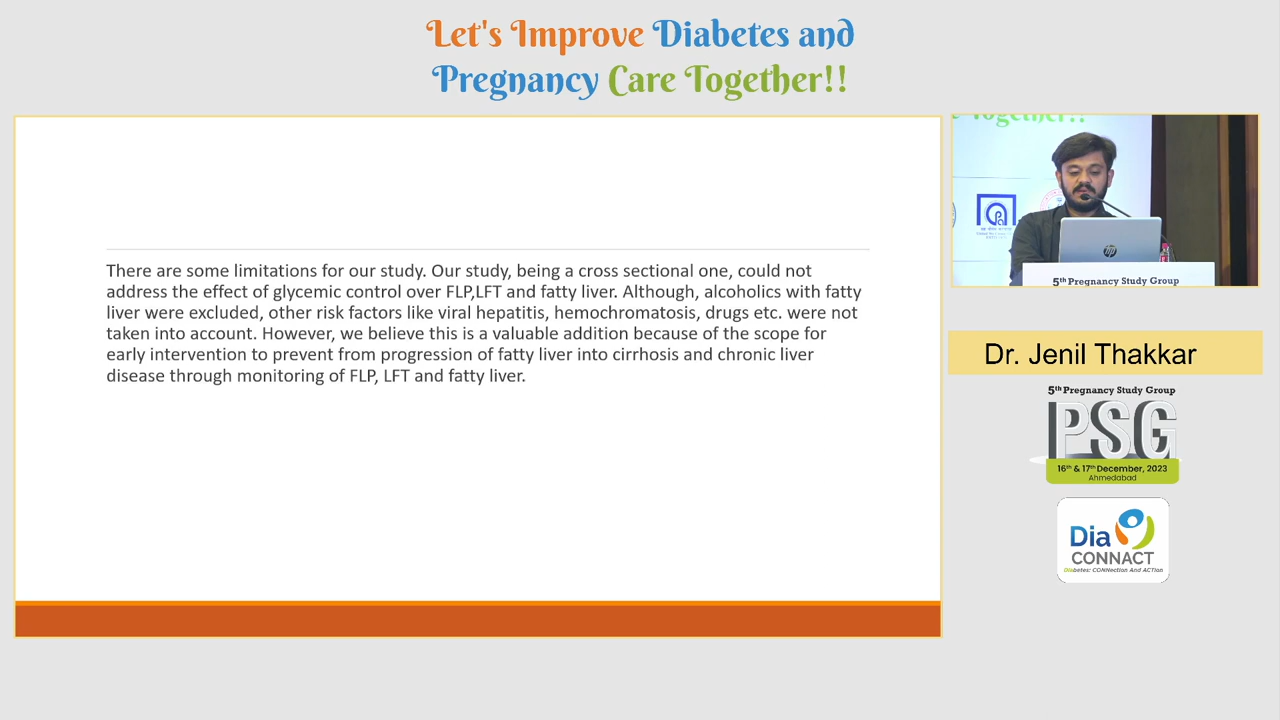 Let's Improve Diabetes and
Pregnancy Care Together!!
There are some limitations for our study. Our study, being a cross sectional one, could not
address the effect of glycemic control over FLP,LFT and fatty liver. Although, alcoholics with fatty
liver were excluded, other risk factors like viral hepatitis, hemochromatosis, drugs etc. were not
taken into account. However, we believe this is a valuable addition because of the scope for
early intervention to prevent from progression of fatty liver into cirrhosis and chronic liver
disease through monitoring of FLP, LFT and fatty liver.
e Together!!
hp
5th Pregnancy Study Group
Dr. Jenil Thakkar
5th Pregnancy Study Group
PSG
16th & 17th December, 2023
Ahmedabad
Dia
CONNACT
Diabetes: CONNection And ACTion